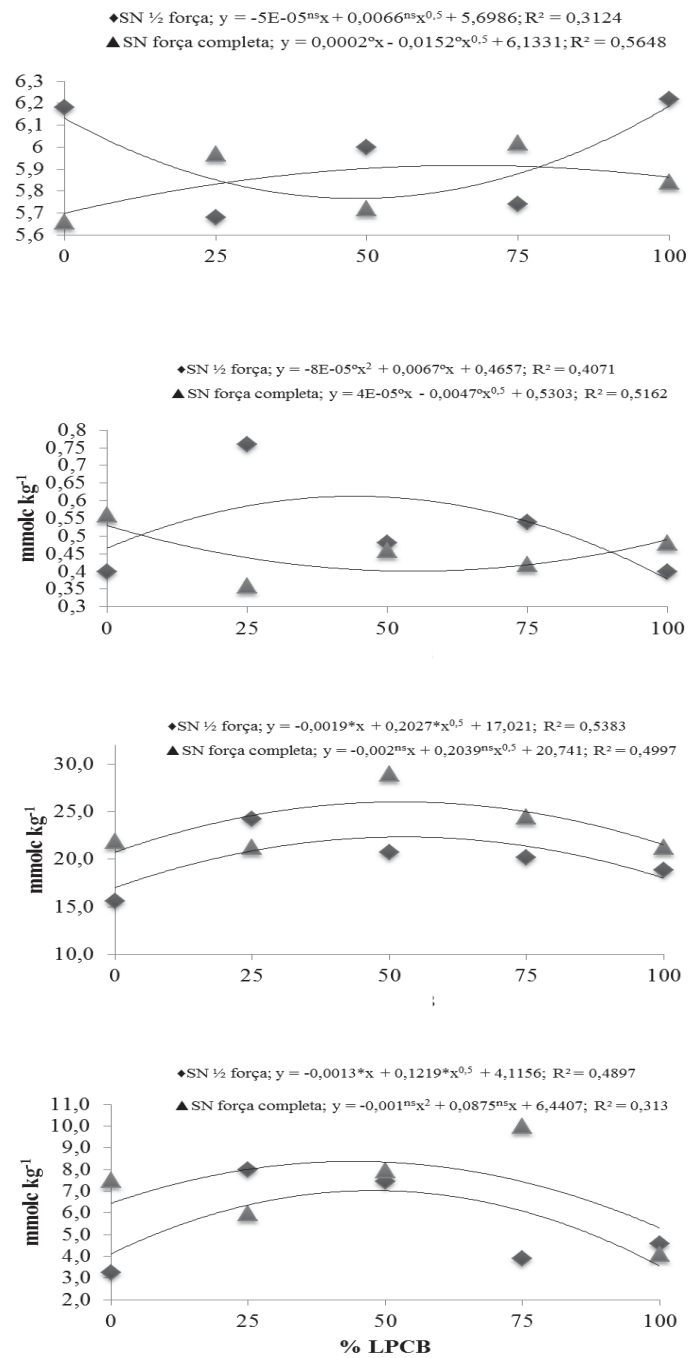 ◆SN ½ força; y = -5E-05ⁿˢx + 0,0066ⁿˢx⁰,⁵ + 5,6986; R² = 0,3124
▲ SN força completa; y = 0,0002ºx - 0,0152ºx⁰,⁵ + 6,1331; R² = 0,5648
6,3
6,2
6,1
6
5,9
5,8
5,7
5,6
0 25 50 75 100
◆SN ½ força; y = -8E-05ºx² + 0,0067ºx + 0,4657; R² = 0,4071
▲ SN força completa; y = 4E-05ºx - 0,0047ºx⁰,⁵ + 0,5303; R² = 0,5162
mmolc kg⁻¹
0,8
0,75
0,7
0,65
0,6
0,55
0,5
0,45
0,4
0,35
0,3
0 25 50 75 100
◆SN ½ força; y = -0,0019*x + 0,2027*x⁰,⁵ + 17,021; R² = 0,5383
▲ SN força completa; y = -0,002ⁿˢx + 0,2039ⁿˢx⁰,⁵ + 20,741; R² = 0,4997
mmolc kg⁻¹
30,0
25,0
20,0
15,0
10,0
0 25 50 75 100
;
◆SN ½ força; y = -0,0013*x + 0,1219*x⁰,⁵ + 4,1156; R² = 0,4897
▲ SN força completa; y = -0,001ⁿˢx² + 0,0875ⁿˢx + 6,4407; R² = 0,313
mmolc kg⁻¹
11,0
10,0
9,0
8,0
7,0
6,0
5,0
4,0
3,0
2,0
0 25 50 75 100
% LPCB